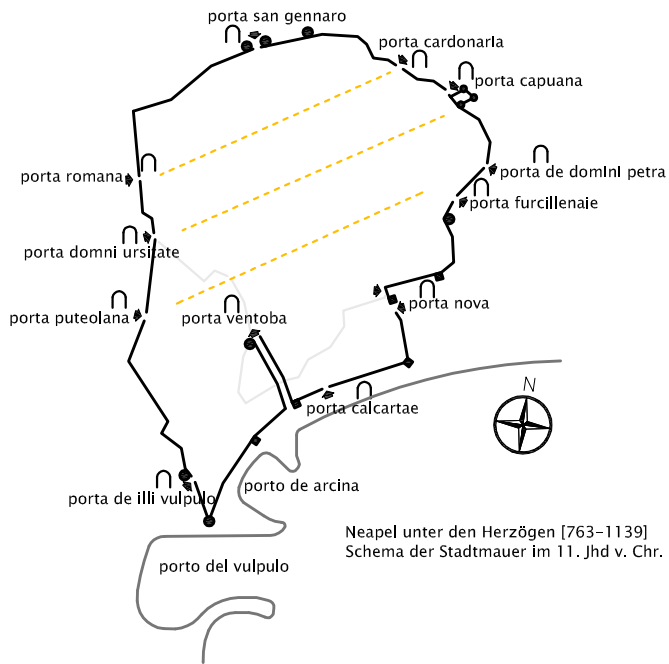 porta san gennaro
porta cardonarla
porta capuana
porta romana
porta de domlnl petra
porta furcillenaie
porta domni ursitate
porta puteolana
porta ventoba
porta nova
porta calcartae
N
porta de illi vulpulo
porto de arcina
Neapel unter den Herzögen [763–1139]
Schema der Stadtmauer im 11. Jhd v. Chr.
porto del vulpulo